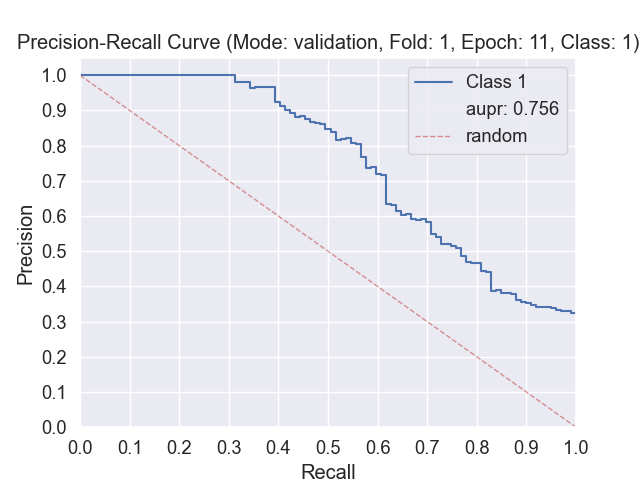 Precision-Recall Curve (Mode: validation, Fold: 1, Epoch: 11, Class: 1)
Class 1
aupr: 0.756
random
Precision
1.0
0.9
0.8
0.7
0.6
0.5
0.4
0.3
0.2
0.1
0.0
0.0 0.1 0.2 0.3 0.4 0.5 0.6 0.7 0.8 0.9 1.0
Recall